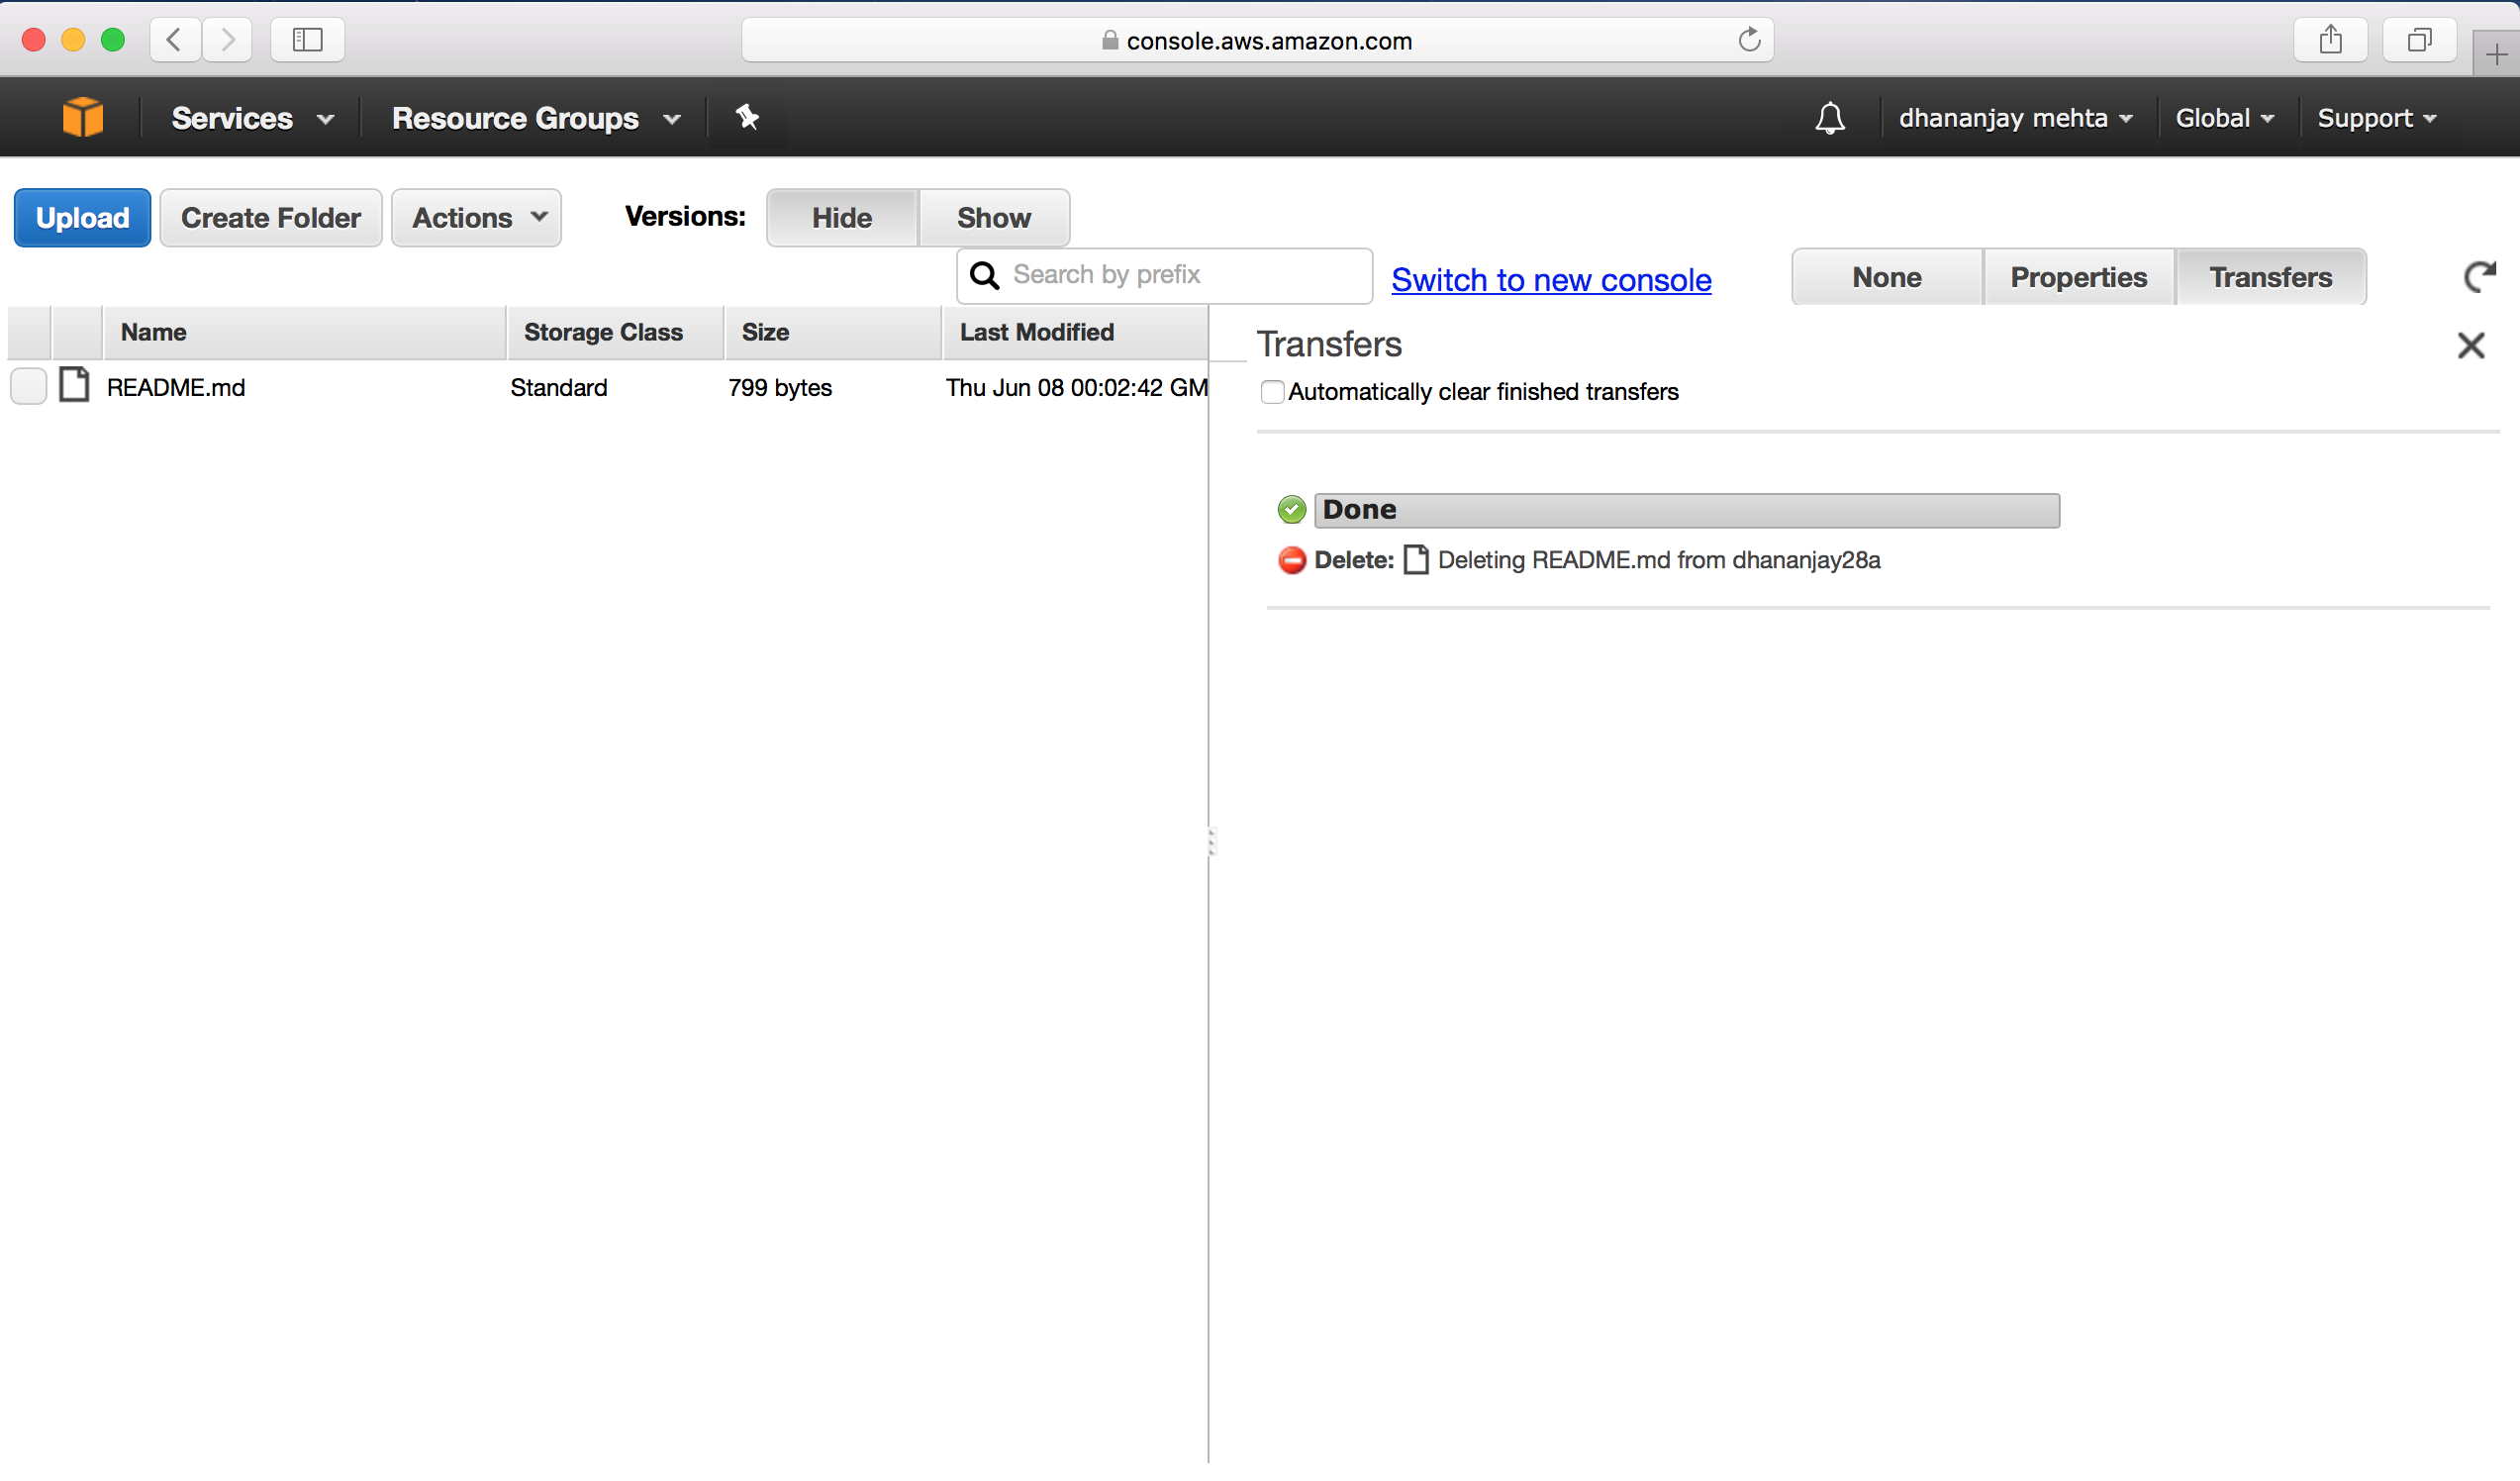 console.aws.amazon.com
Services Resource Groups dhananjay mehta Global Support
Upload Create Folder Actions Versions: Hide Show
Search by prefix Switch to new console None Properties Transfers
Name Storage Class Size Last Modified
README.md Standard 799 bytes Thu Jun 08 00:02:42 GM
Transfers
Automatically clear finished transfers
Done
Delete: Deleting README.md from dhananjay28a